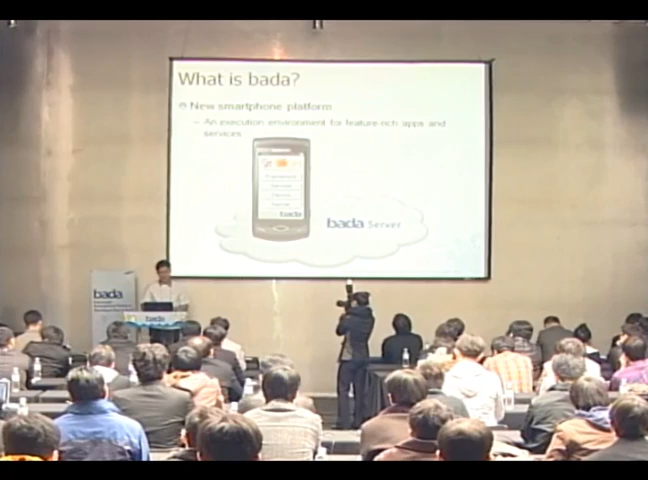 What is bada?
New smartphone platform
– An execution environment for feature-rich apps and
services
bada
bada Server
bada
bada